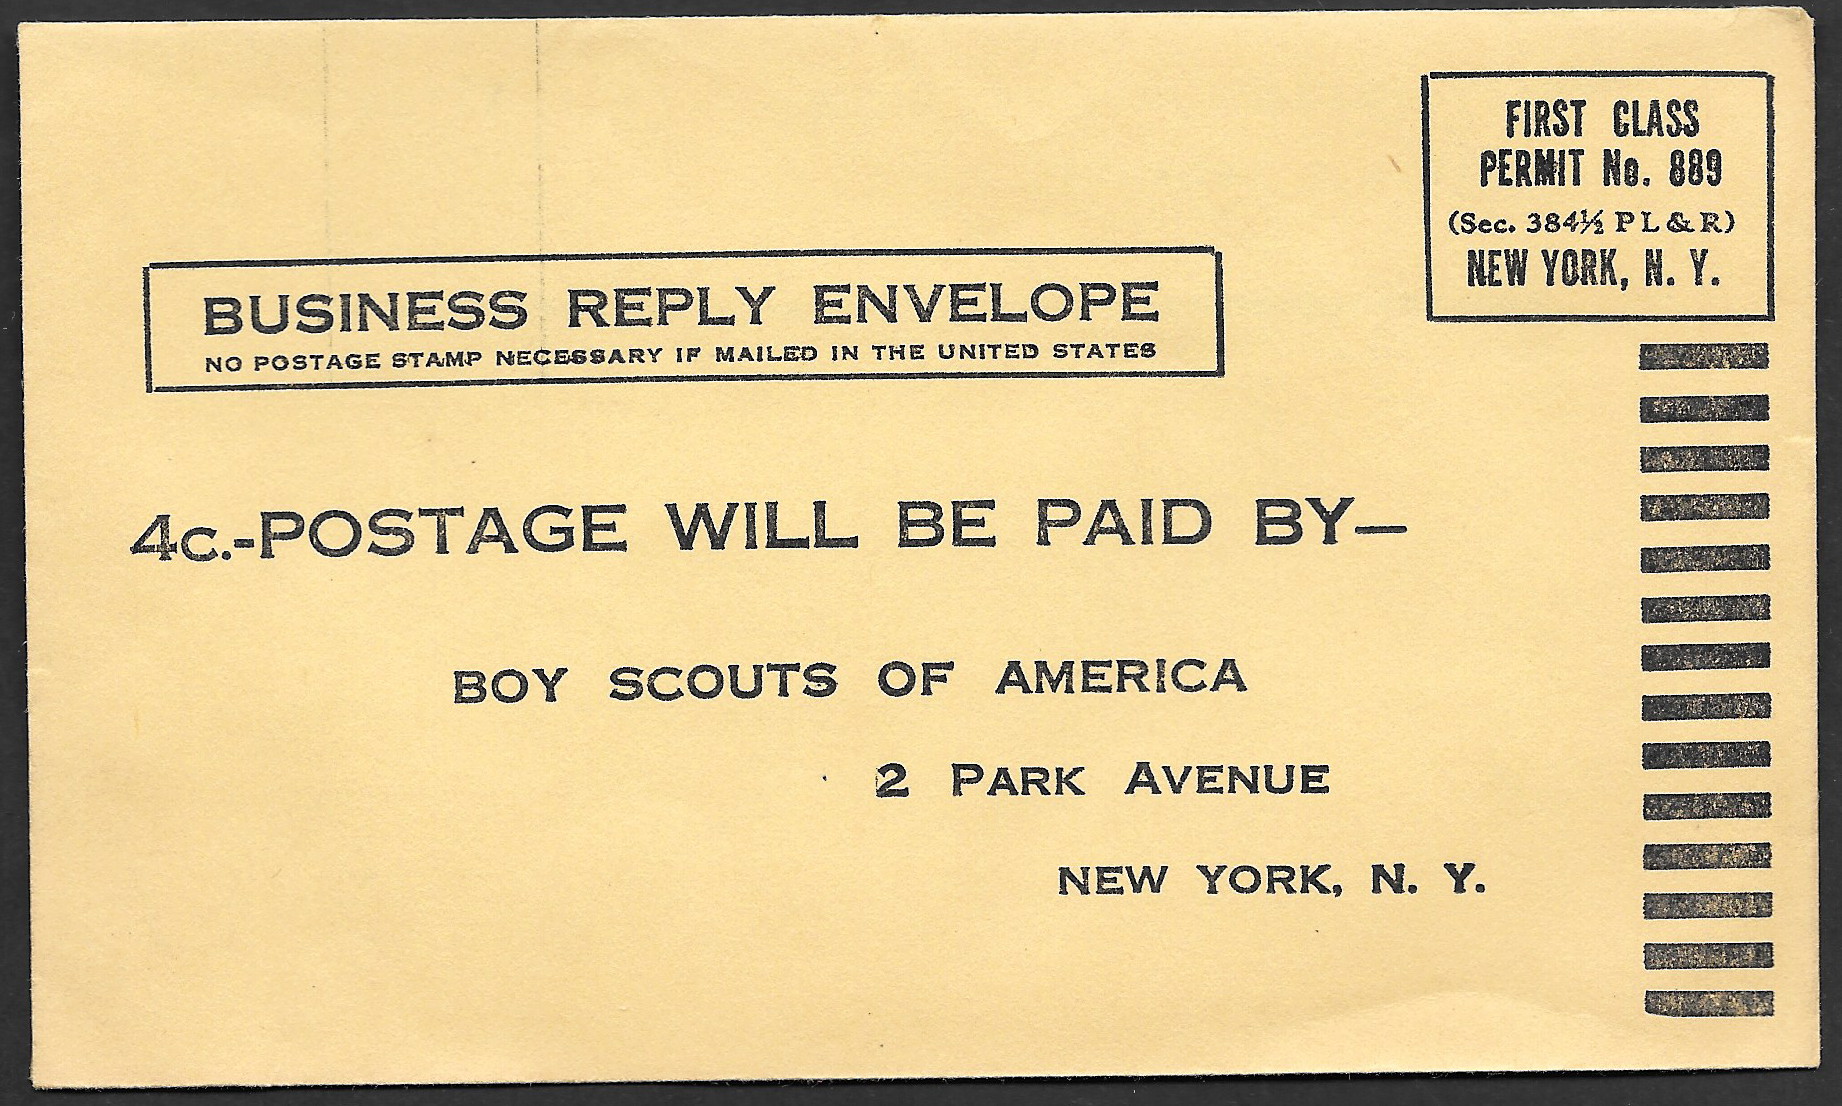 FIRST CLASS
PERMIT No. 889
(Sec. 384½ P L & R)
NEW YORK, N. Y.
BUSINESS REPLY ENVELOPE
NO POSTAGE STAMP NECESSARY IF MAILED IN THE UNITED STATES
4c.-POSTAGE WILL BE PAID BY—
BOY SCOUTS OF AMERICA
2 PARK AVENUE
NEW YORK, N. Y.